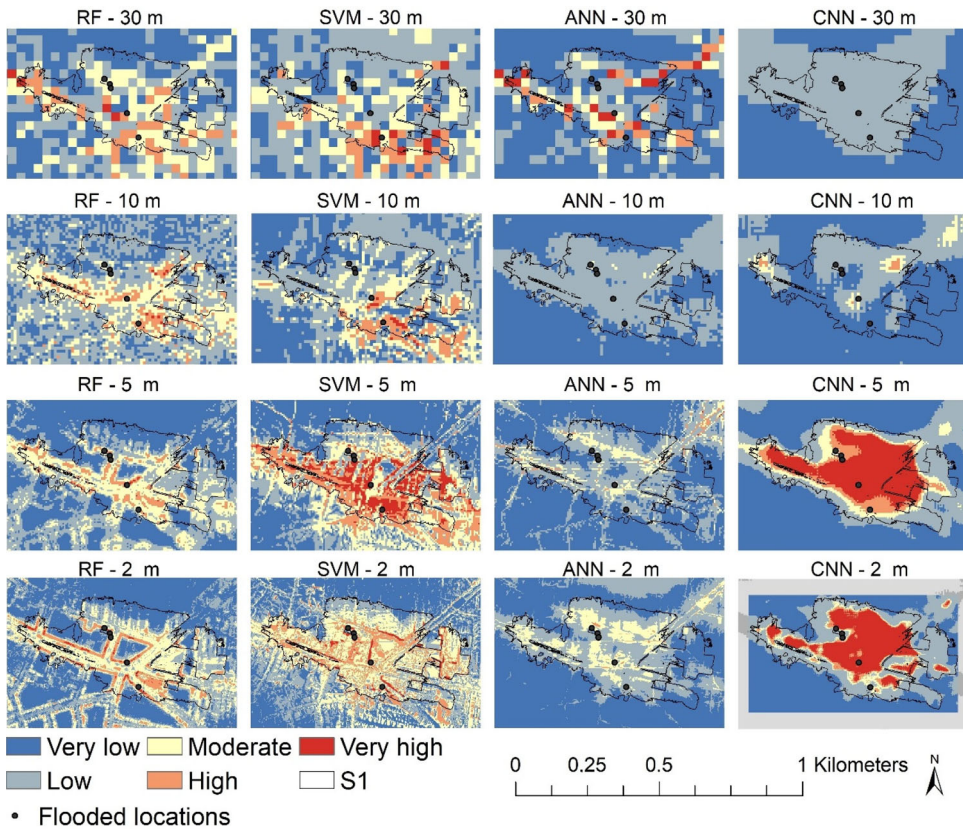 RF - 30 m
SVM - 30 m
ANN - 30 m
CNN - 30 m
RF - 10 m
SVM - 10 m
ANN - 10 m
CNN - 10 m
RF - 5 m
SVM - 5 m
ANN - 5 m
CNN - 5 m
RF - 2 m
SVM - 2 m
ANN - 2 m
CNN - 2 m
Very low Moderate Very high
Low High S1
Flooded locations
0 0.25 0.5 1 Kilometers
N